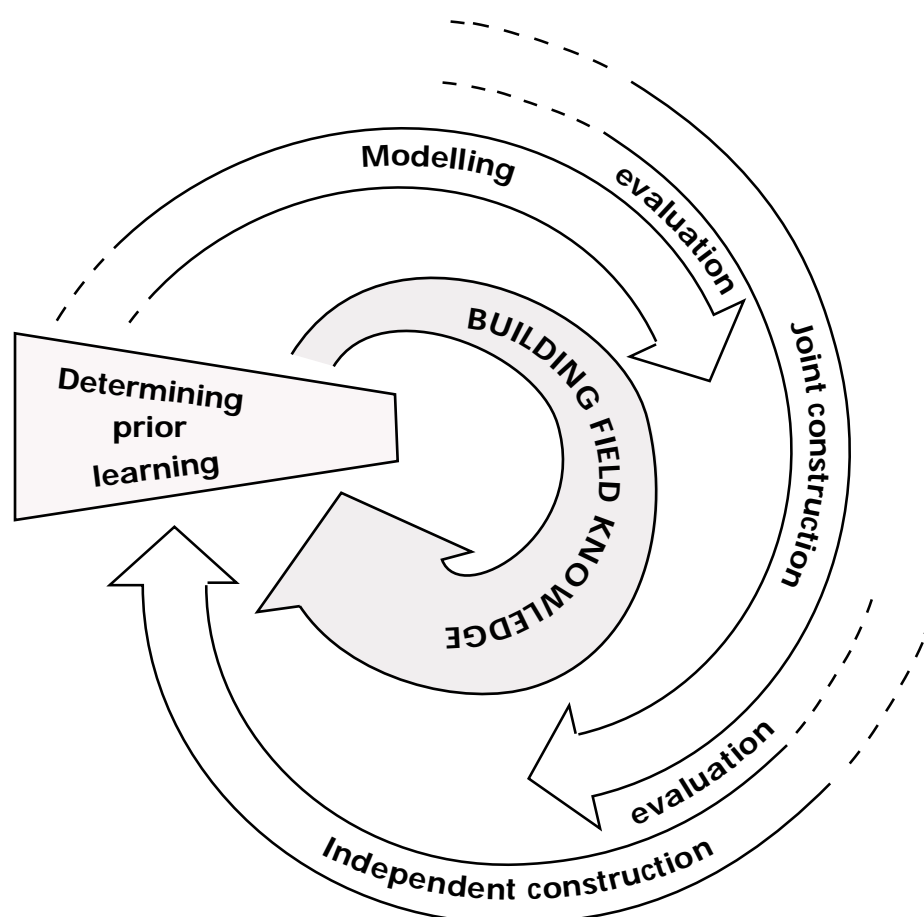 Modelling
evaluation
Joint construction
BUILDING FIELD KNOWLEDGE
Determining
prior
learning
evaluation
Independent construction